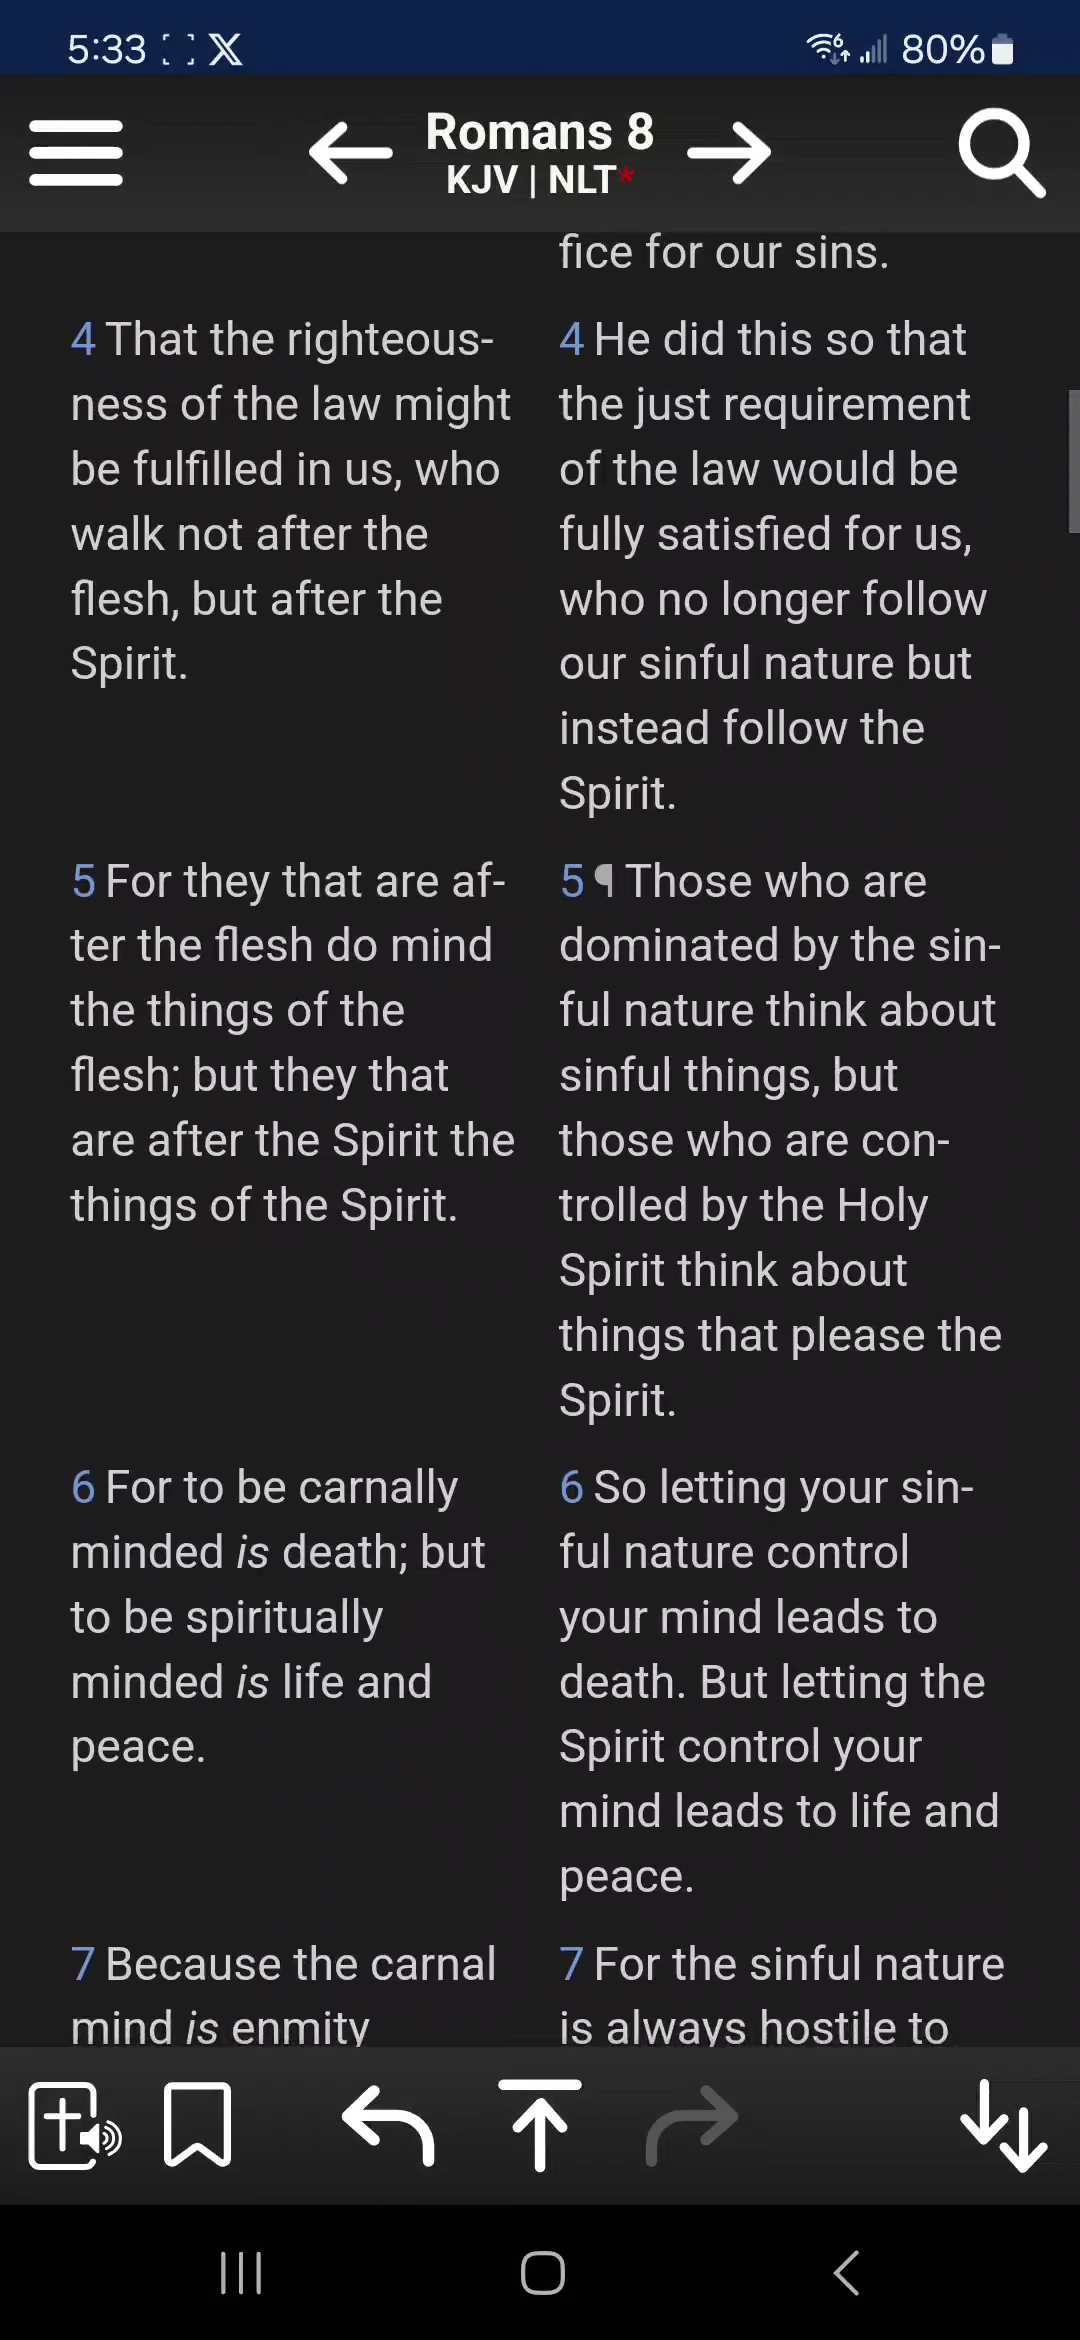 5:33
80%
Romans 8
KJV | NLT*
fice for our sins.
4 That the righteous-
ness of the law might
be fulfilled in us, who
walk not after the
flesh, but after the
Spirit.
4 He did this so that
the just requirement
of the law would be
fully satisfied for us,
who no longer follow
our sinful nature but
instead follow the
Spirit.
5 For they that are af-
ter the flesh do mind
the things of the
flesh; but they that
are after the Spirit the
things of the Spirit.
5 ¶ Those who are
dominated by the sin-
ful nature think about
sinful things, but
those who are con-
trolled by the Holy
Spirit think about
things that please the
Spirit.
6 For to be carnally
minded is death; but
to be spiritually
minded is life and
peace.
6 So letting your sin-
ful nature control
your mind leads to
death. But letting the
Spirit control your
mind leads to life and
peace.
7 Because the carnal
mind is enmity
7 For the sinful nature
is always hostile to